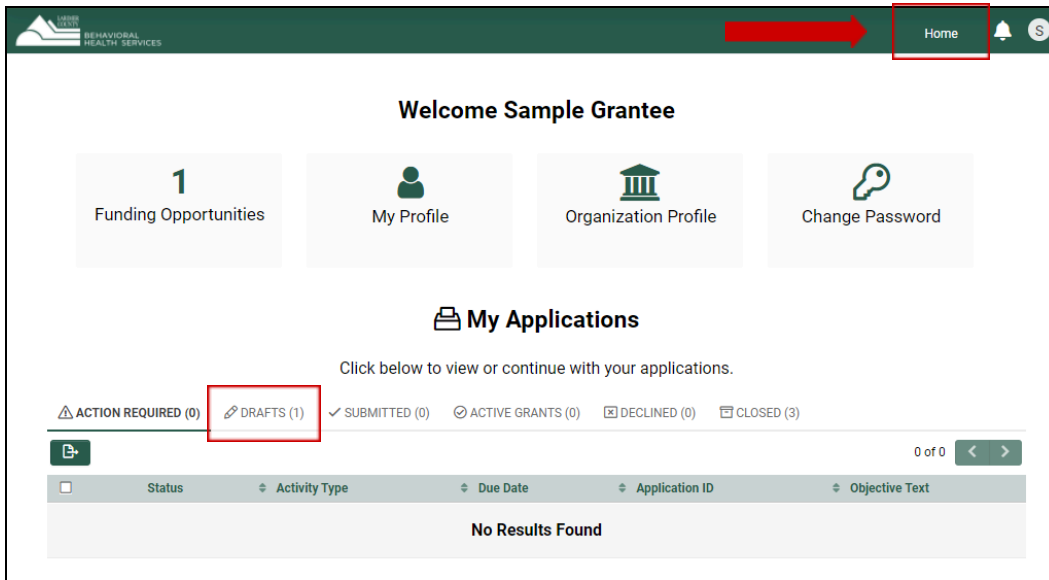 LARIMER
COUNTY
BEHAVIORAL
HEALTH SERVICES
Home
S
Welcome Sample Grantee
1
Funding Opportunities
My Profile
Organization Profile
Change Password
My Applications
Click below to view or continue with your applications.
ACTION REQUIRED (0) DRAFTS (1) SUBMITTED (0) ACTIVE GRANTS (0) DECLINED (0) CLOSED (3)
0 of 0
Status Activity Type Due Date Application ID Objective Text
No Results Found